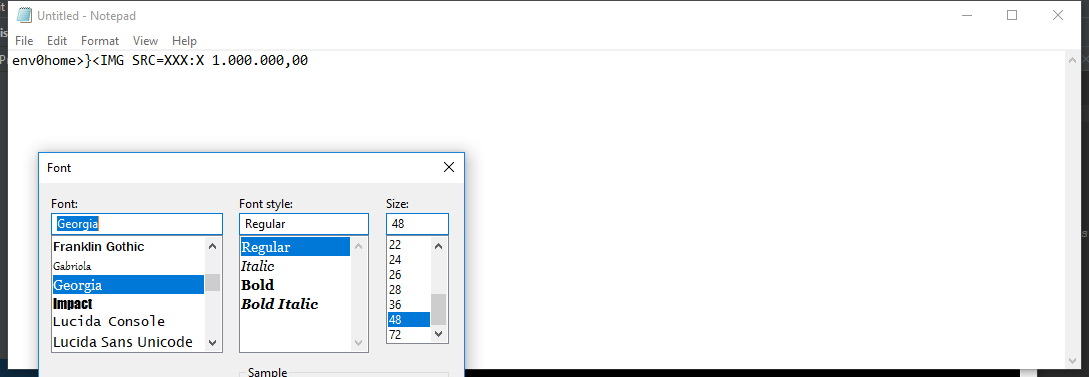 Untitled - Notepad
File Edit Format View Help
env0home>}<IMG SRC=XXX:X 1.000.000,00
Font
Font: Font style: Size:
Georgia Regular 48
Franklin Gothic
Gabriola
Georgia
Impact
Lucida Console
Lucida Sans Unicode
Regular
Italic
Bold
Bold Italic
22
24
26
28
36
48
72
Sample